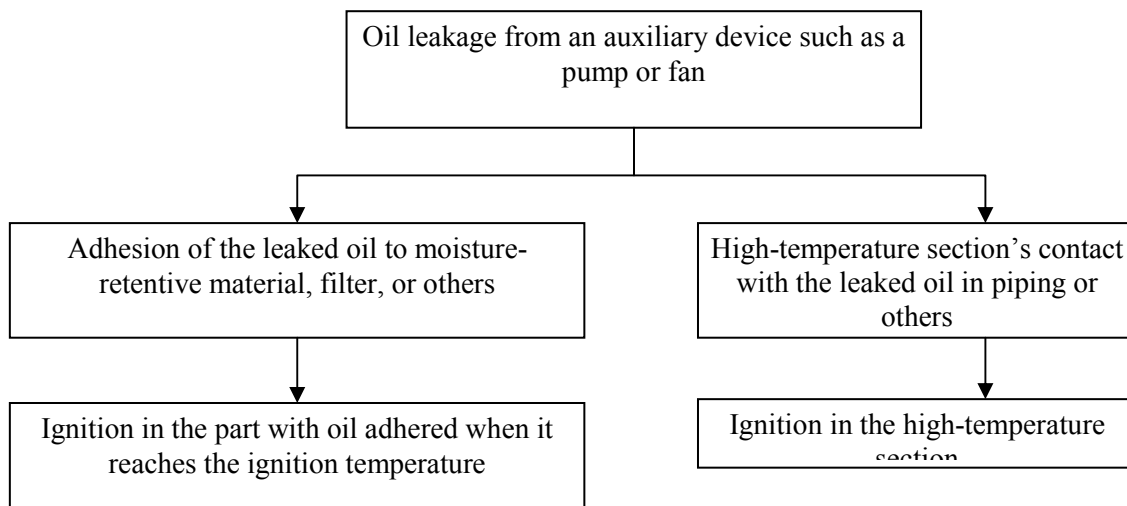 Oil leakage from an auxiliary device such as a
pump or fan
Adhesion of the leaked oil to moisture-
retentive material, filter, or others
High-temperature section’s contact
with the leaked oil in piping or
others
Ignition in the part with oil adhered when it
reaches the ignition temperature
Ignition in the high-temperature
section